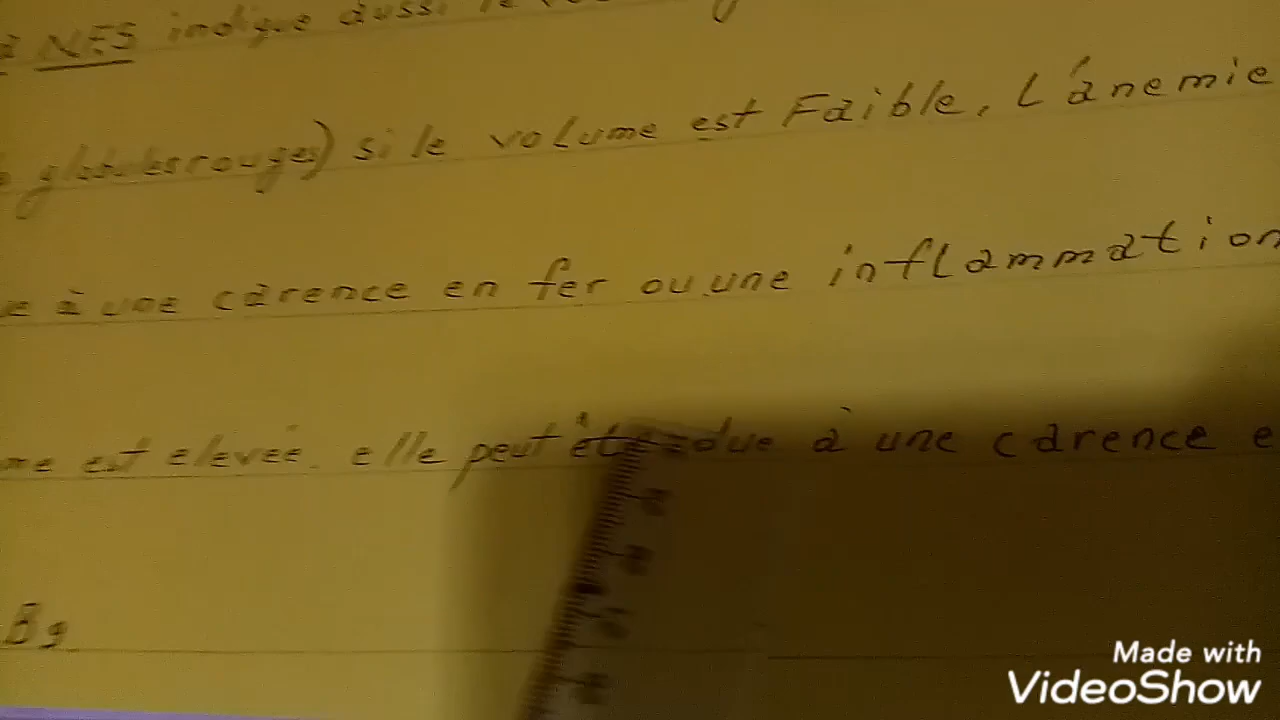 NFS indique aussi le
globules rouges) si le volume est Faible, L'anemie
à une carence en fer ou une inflammation
est elevée elle peut être due à une carence e
B9
Made with
VideoShow